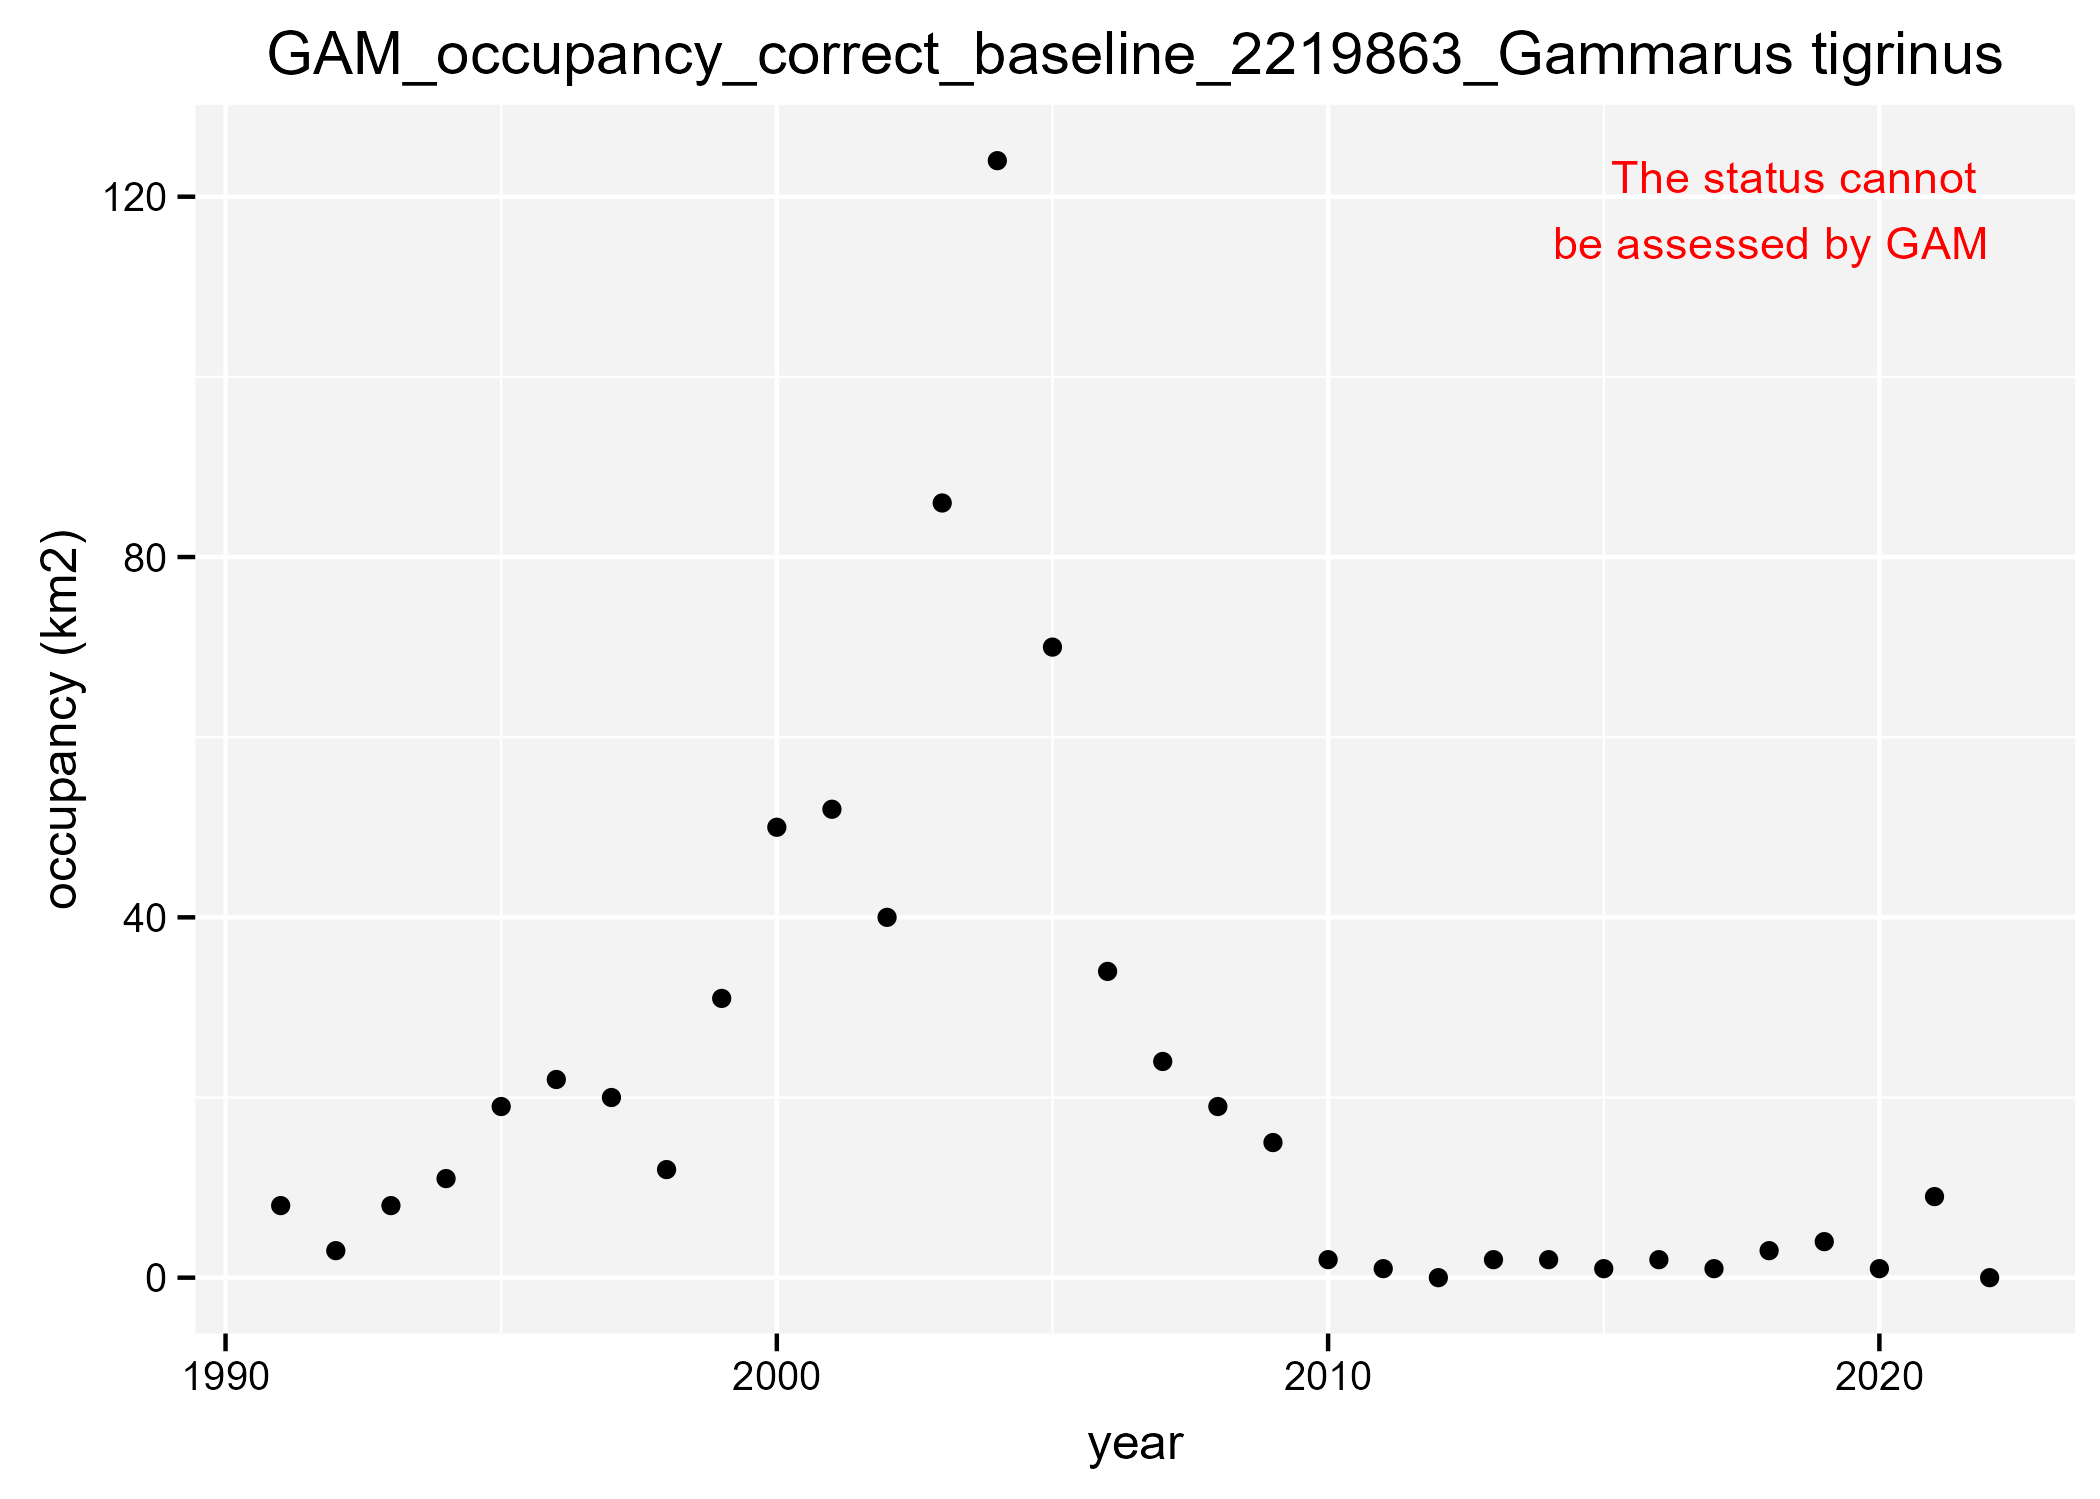 GAM_occupancy_correct_baseline_2219863_Gammarus tigrinus
The status cannot
be assessed by GAM
120
80
40
0
occupancy (km2)
1990 2000 2010 2020
year